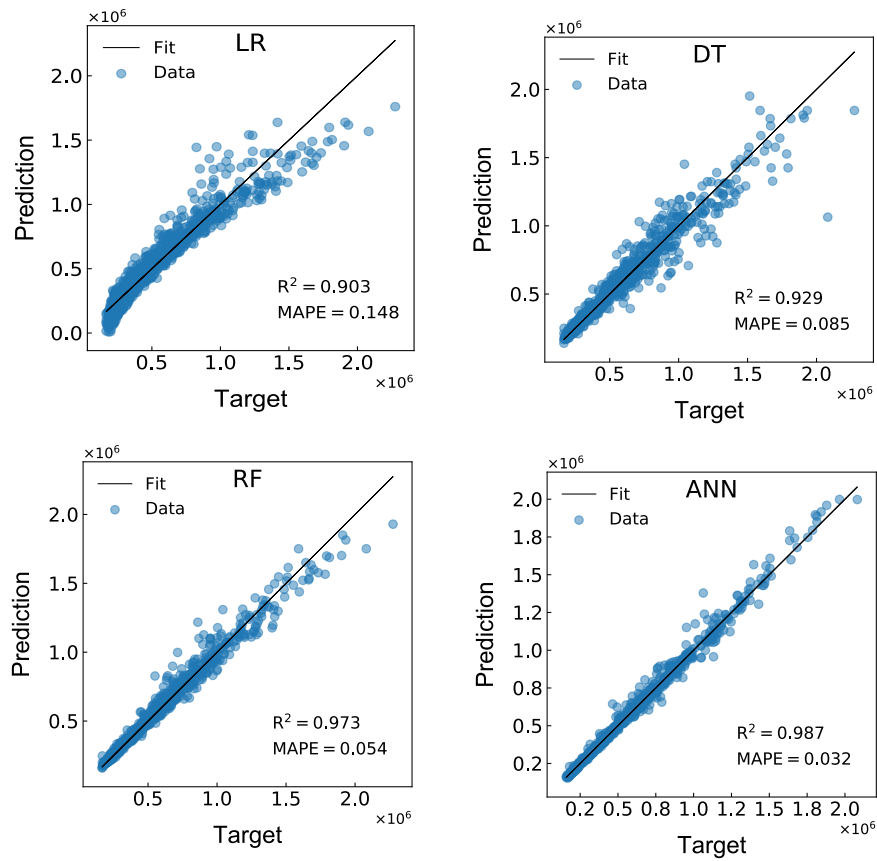 ×10⁶
LR
Fit
Data
2.0
1.5
1.0
0.5
0.0
Prediction
R² = 0.903
MAPE = 0.148
0.5 1.0 1.5 2.0
×10⁶
Target
×10⁶
DT
Fit
Data
2.0
1.5
1.0
0.5
Prediction
R² = 0.929
MAPE = 0.085
0.5 1.0 1.5 2.0
×10⁶
Target
×10⁶
RF
Fit
Data
2.0
1.5
1.0
0.5
Prediction
R² = 0.973
MAPE = 0.054
0.5 1.0 1.5 2.0
×10⁶
Target
×10⁶
ANN
Fit
Data
2.0
1.8
1.5
1.2
1.0
0.8
0.5
0.2
Prediction
R² = 0.987
MAPE = 0.032
0.2 0.5 0.8 1.0 1.2 1.5 1.8 2.0
×10⁶
Target